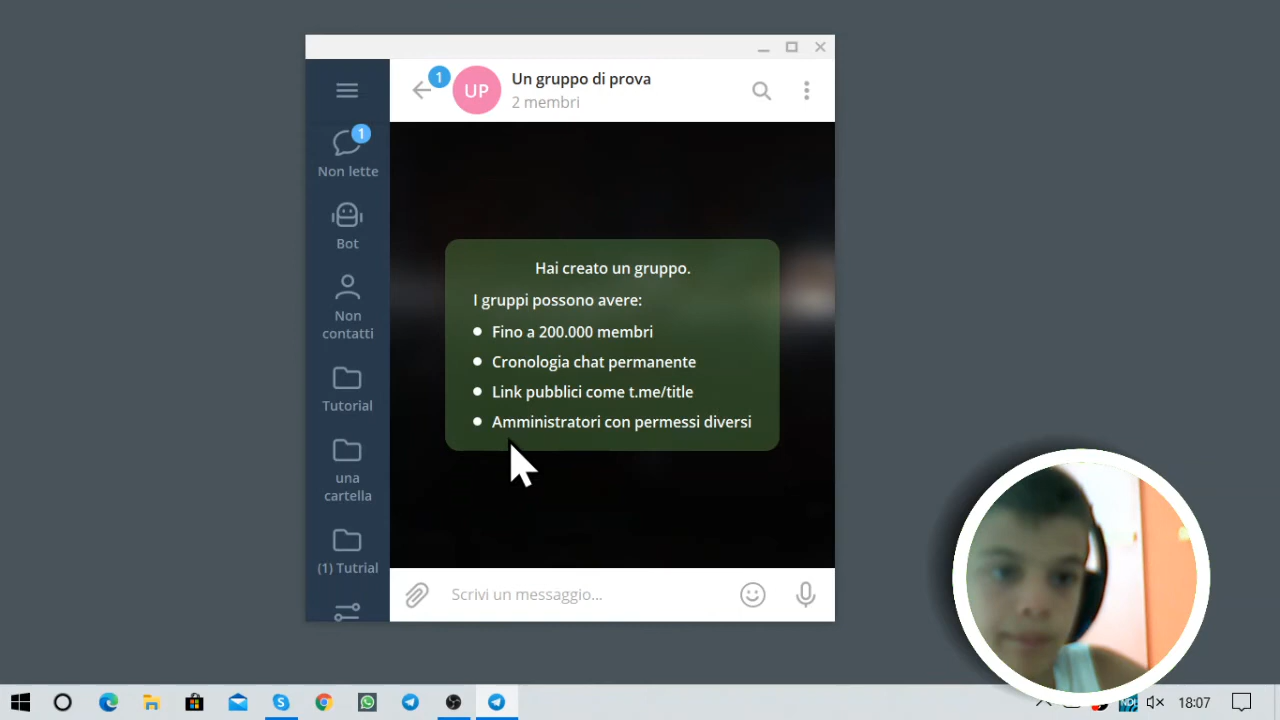 1
UP
Un gruppo di prova
2 membri
1
Non lette
Bot
Non
contatti
Tutorial
una
cartella
(1) Tutrial
Hai creato un gruppo.
I gruppi possono avere:
Fino a 200.000 membri
Cronologia chat permanente
Link pubblici come t.me/title
Amministratori con permessi diversi
Scrivi un messaggio...
18:07